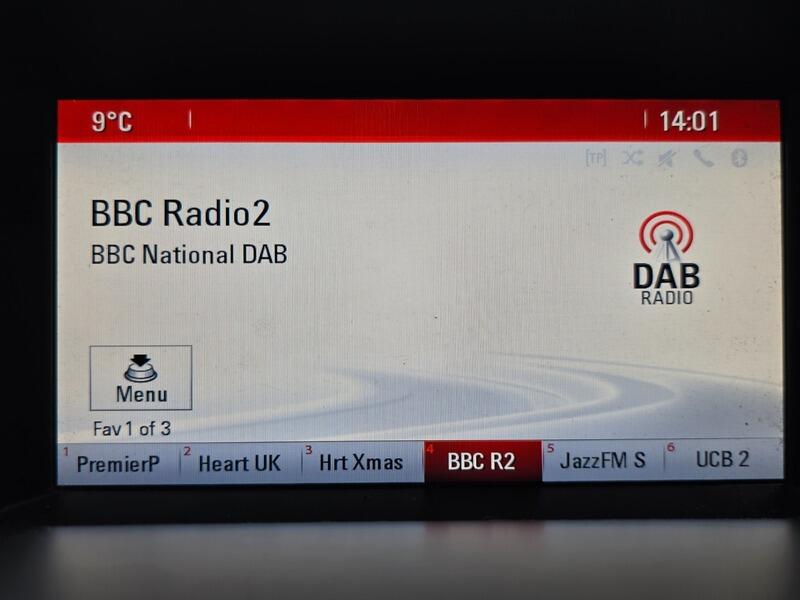 9°C 14:01
[TP]
BBC Radio2
BBC National DAB
DAB
RADIO
Menu
Fav 1 of 3
1 PremierP 2 Heart UK 3 Hrt Xmas 4 BBC R2 5 JazzFM S 6 UCB 2